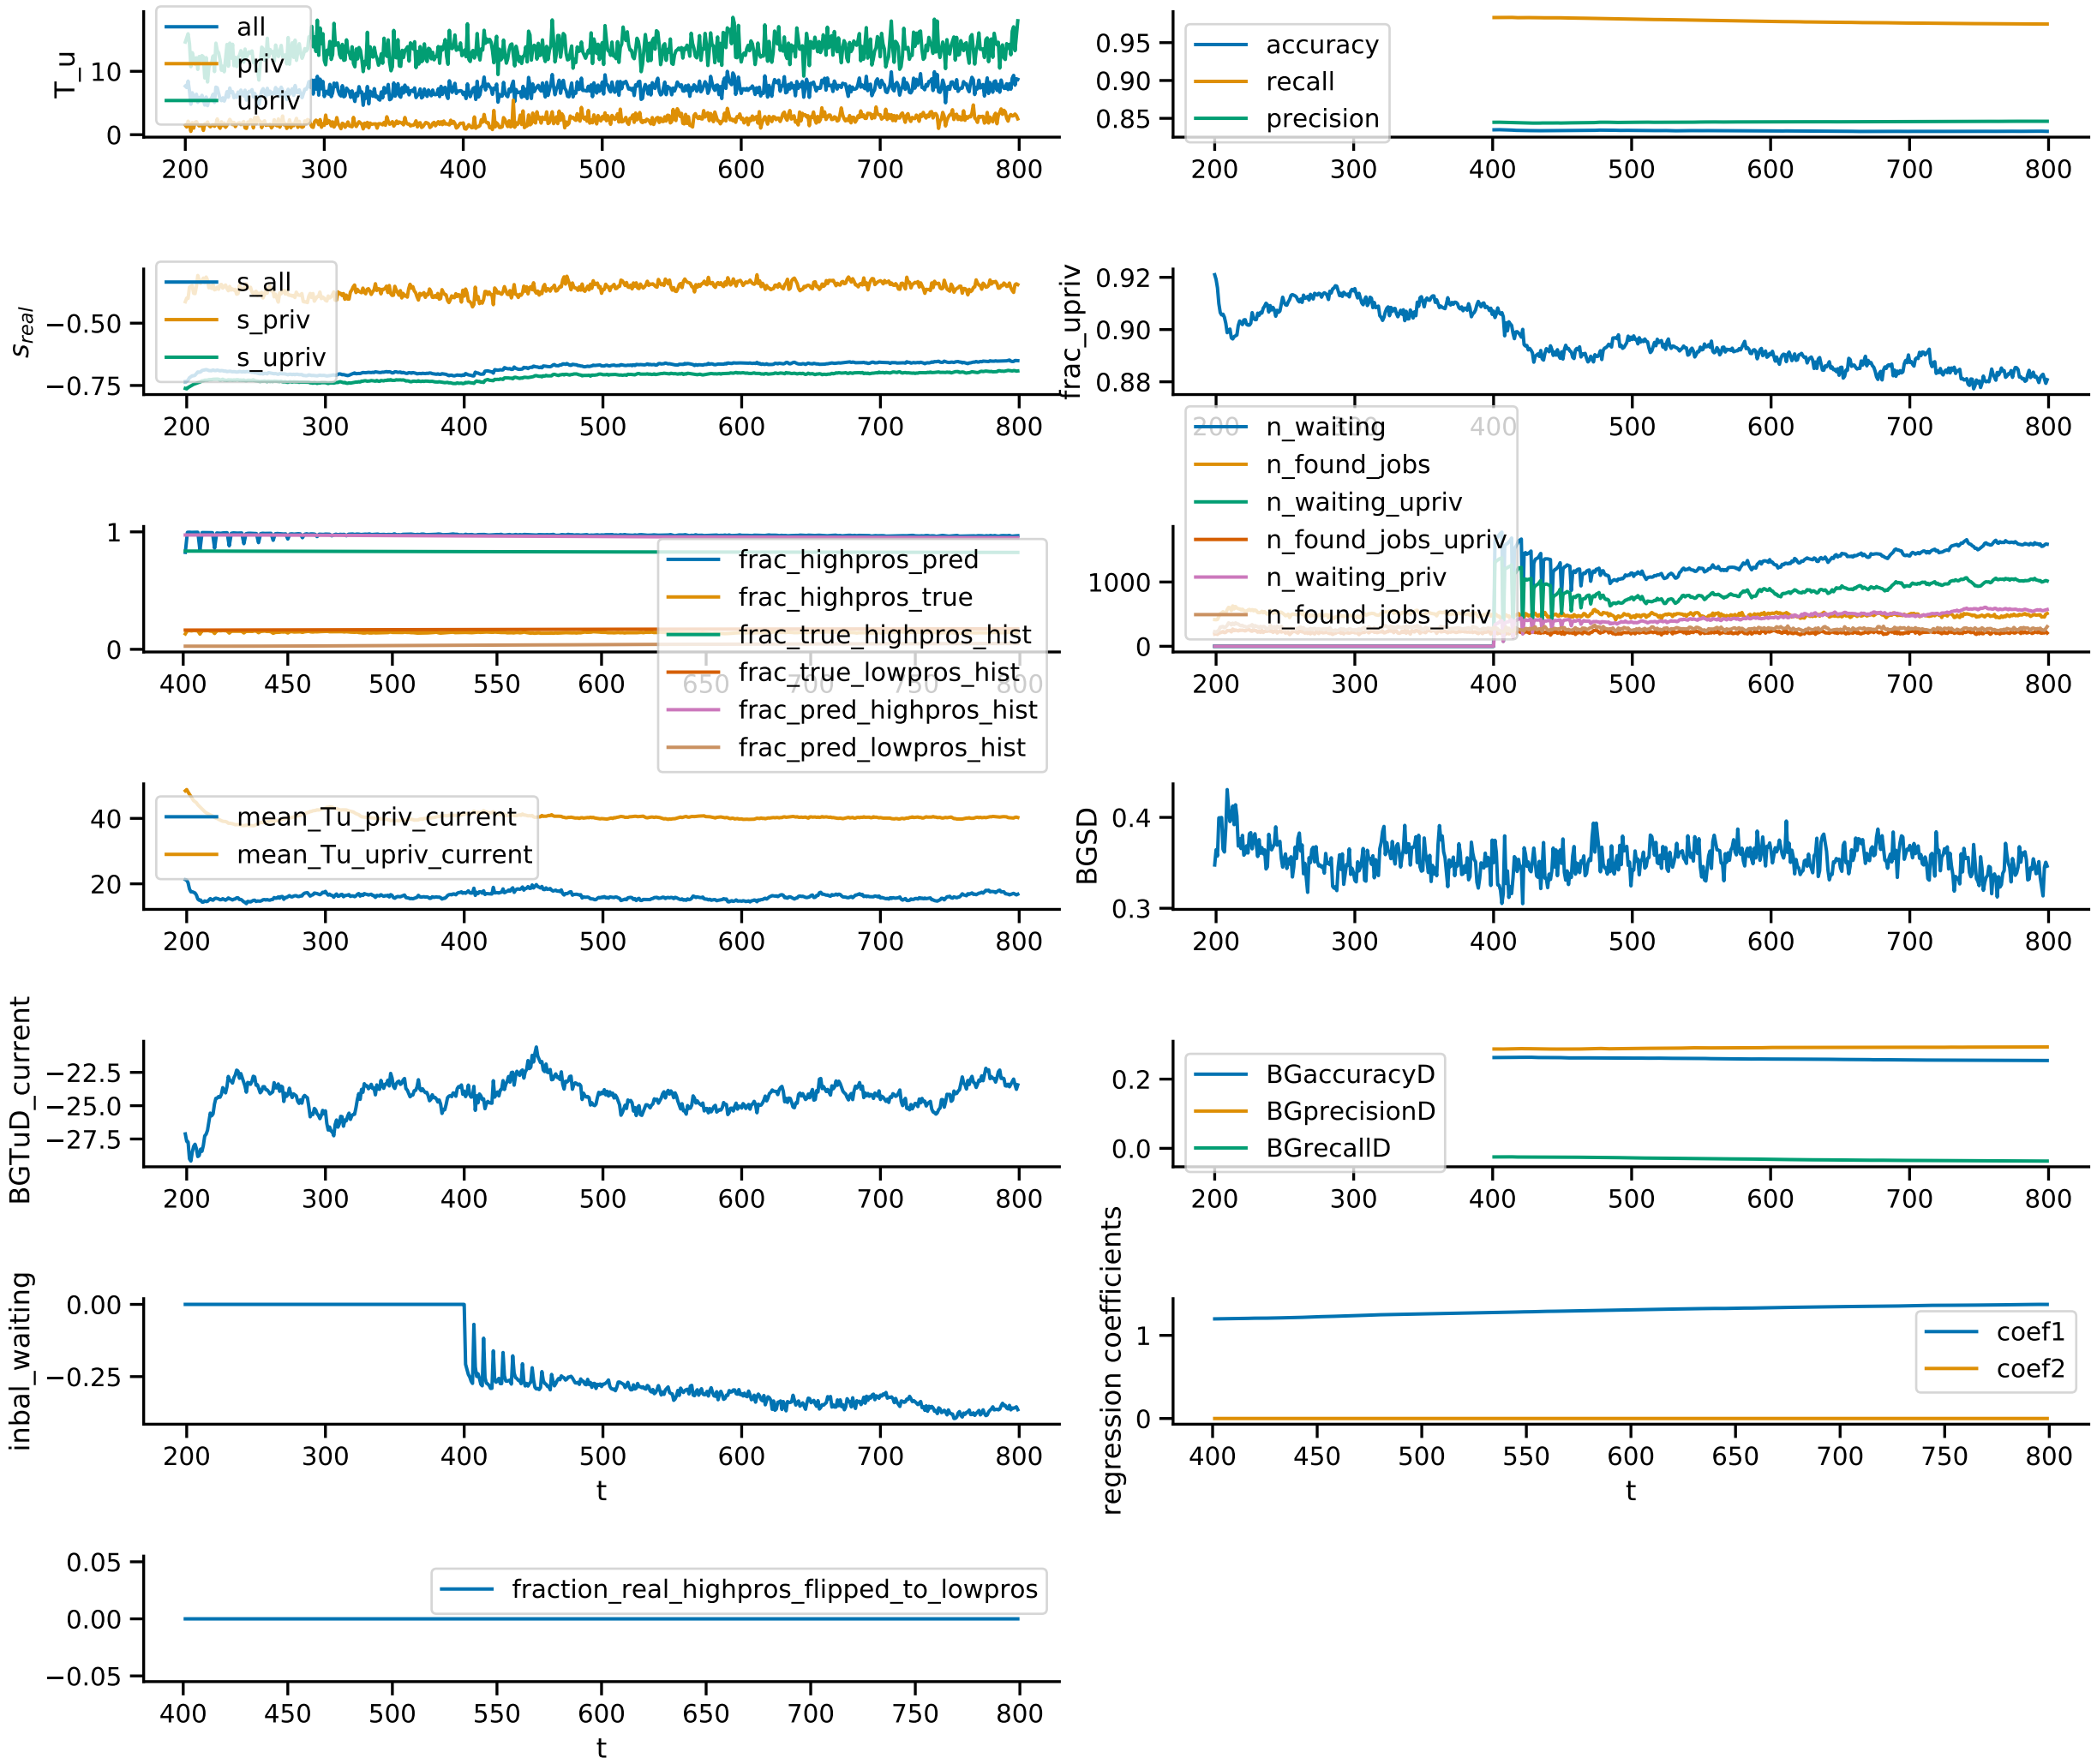 T_u
10
0
all
priv
upriv
200 300 400 500 600 700 800
0.95
0.90
0.85
accuracy
recall
precision
200 300 400 500 600 700 800
s_real
−0.50
−0.75
s_all
s_priv
s_upriv
200 300 400 500 600 700 800
frac_upriv
0.92
0.90
0.88
200 300 400 500 600 700 800
1
0
frac_highpros_pred
frac_highpros_true
frac_true_highpros_hist
frac_true_lowpros_hist
frac_pred_highpros_hist
frac_pred_lowpros_hist
400 450 500 550 600 650 700 750 800
1000
0
n_waiting
n_found_jobs
n_waiting_upriv
n_found_jobs_upriv
n_waiting_priv
n_found_jobs_priv
200 300 400 500 600 700 800
40
20
mean_Tu_priv_current
mean_Tu_upriv_current
200 300 400 500 600 700 800
BGSD
0.4
0.3
200 300 400 500 600 700 800
BGTuD_current
−22.5
−25.0
−27.5
200 300 400 500 600 700 800
0.2
0.0
BGaccuracyD
BGprecisionD
BGrecallD
200 300 400 500 600 700 800
inbal_waiting
0.00
−0.25
200 300 400 500 600 700 800
t
regression coefficients
1
0
coef1
coef2
400 450 500 550 600 650 700 750 800
t
0.05
0.00
−0.05
fraction_real_highpros_flipped_to_lowpros
400 450 500 550 600 650 700 750 800
t